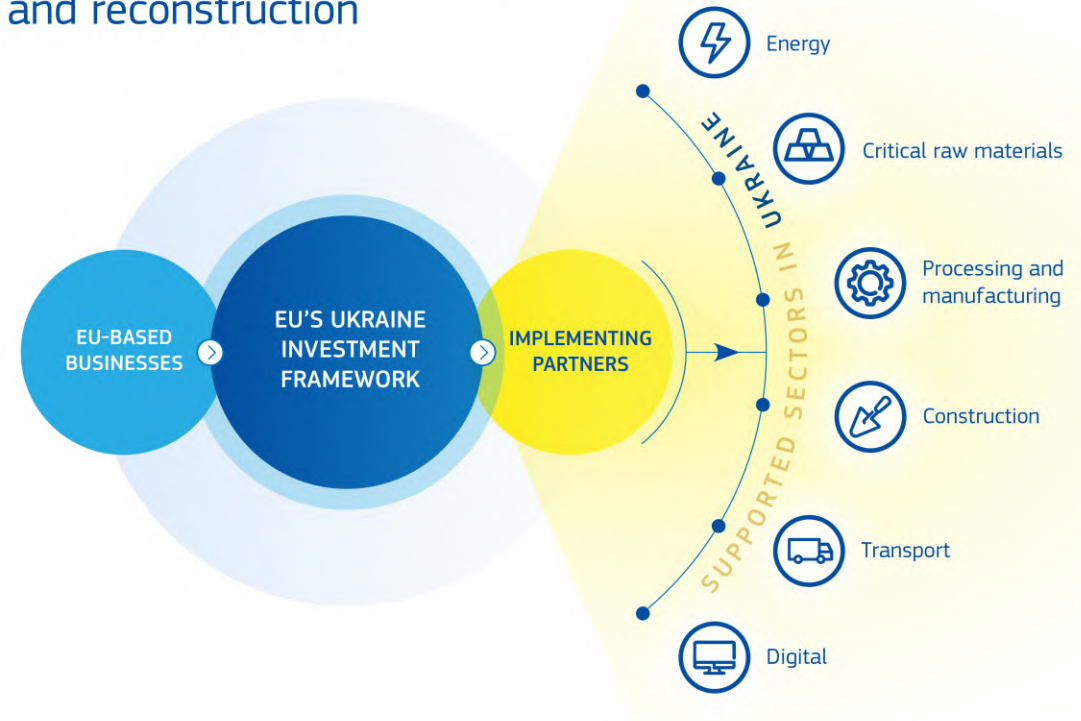 and reconstruction
EU-BASED
BUSINESSES
EU'S UKRAINE
INVESTMENT
FRAMEWORK
IMPLEMENTING
PARTNERS
SUPPORTED SECTORS IN UKRAINE
Energy
Critical raw materials
Processing and
manufacturing
Construction
Transport
Digital